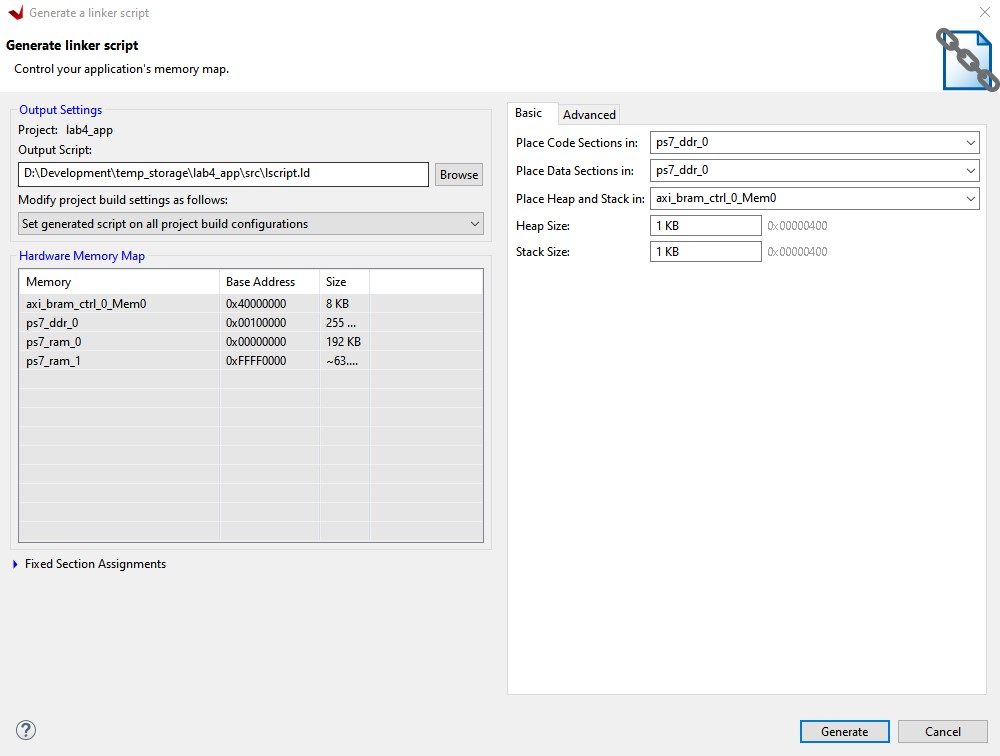 Generate a linker script
Generate linker script
Control your application's memory map.
Output Settings
Project: lab4_app
Output Script:
D:\Development\temp_storage\lab4_app\src\lscript.ld
Browse
Modify project build settings as follows:
Set generated script on all project build configurations
Hardware Memory Map
Memory Base Address Size
axi_bram_ctrl_0_Mem0 0x40000000 8 KB
ps7_ddr_0 0x00100000 255 ...
ps7_ram_0 0x00000000 192 KB
ps7_ram_1 0xFFFF0000 ~63....
Fixed Section Assignments
Basic Advanced
Place Code Sections in: ps7_ddr_0
Place Data Sections in: ps7_ddr_0
Place Heap and Stack in: axi_bram_ctrl_0_Mem0
Heap Size: 1 KB 0x00000400
Stack Size: 1 KB 0x00000400
?
Generate Cancel